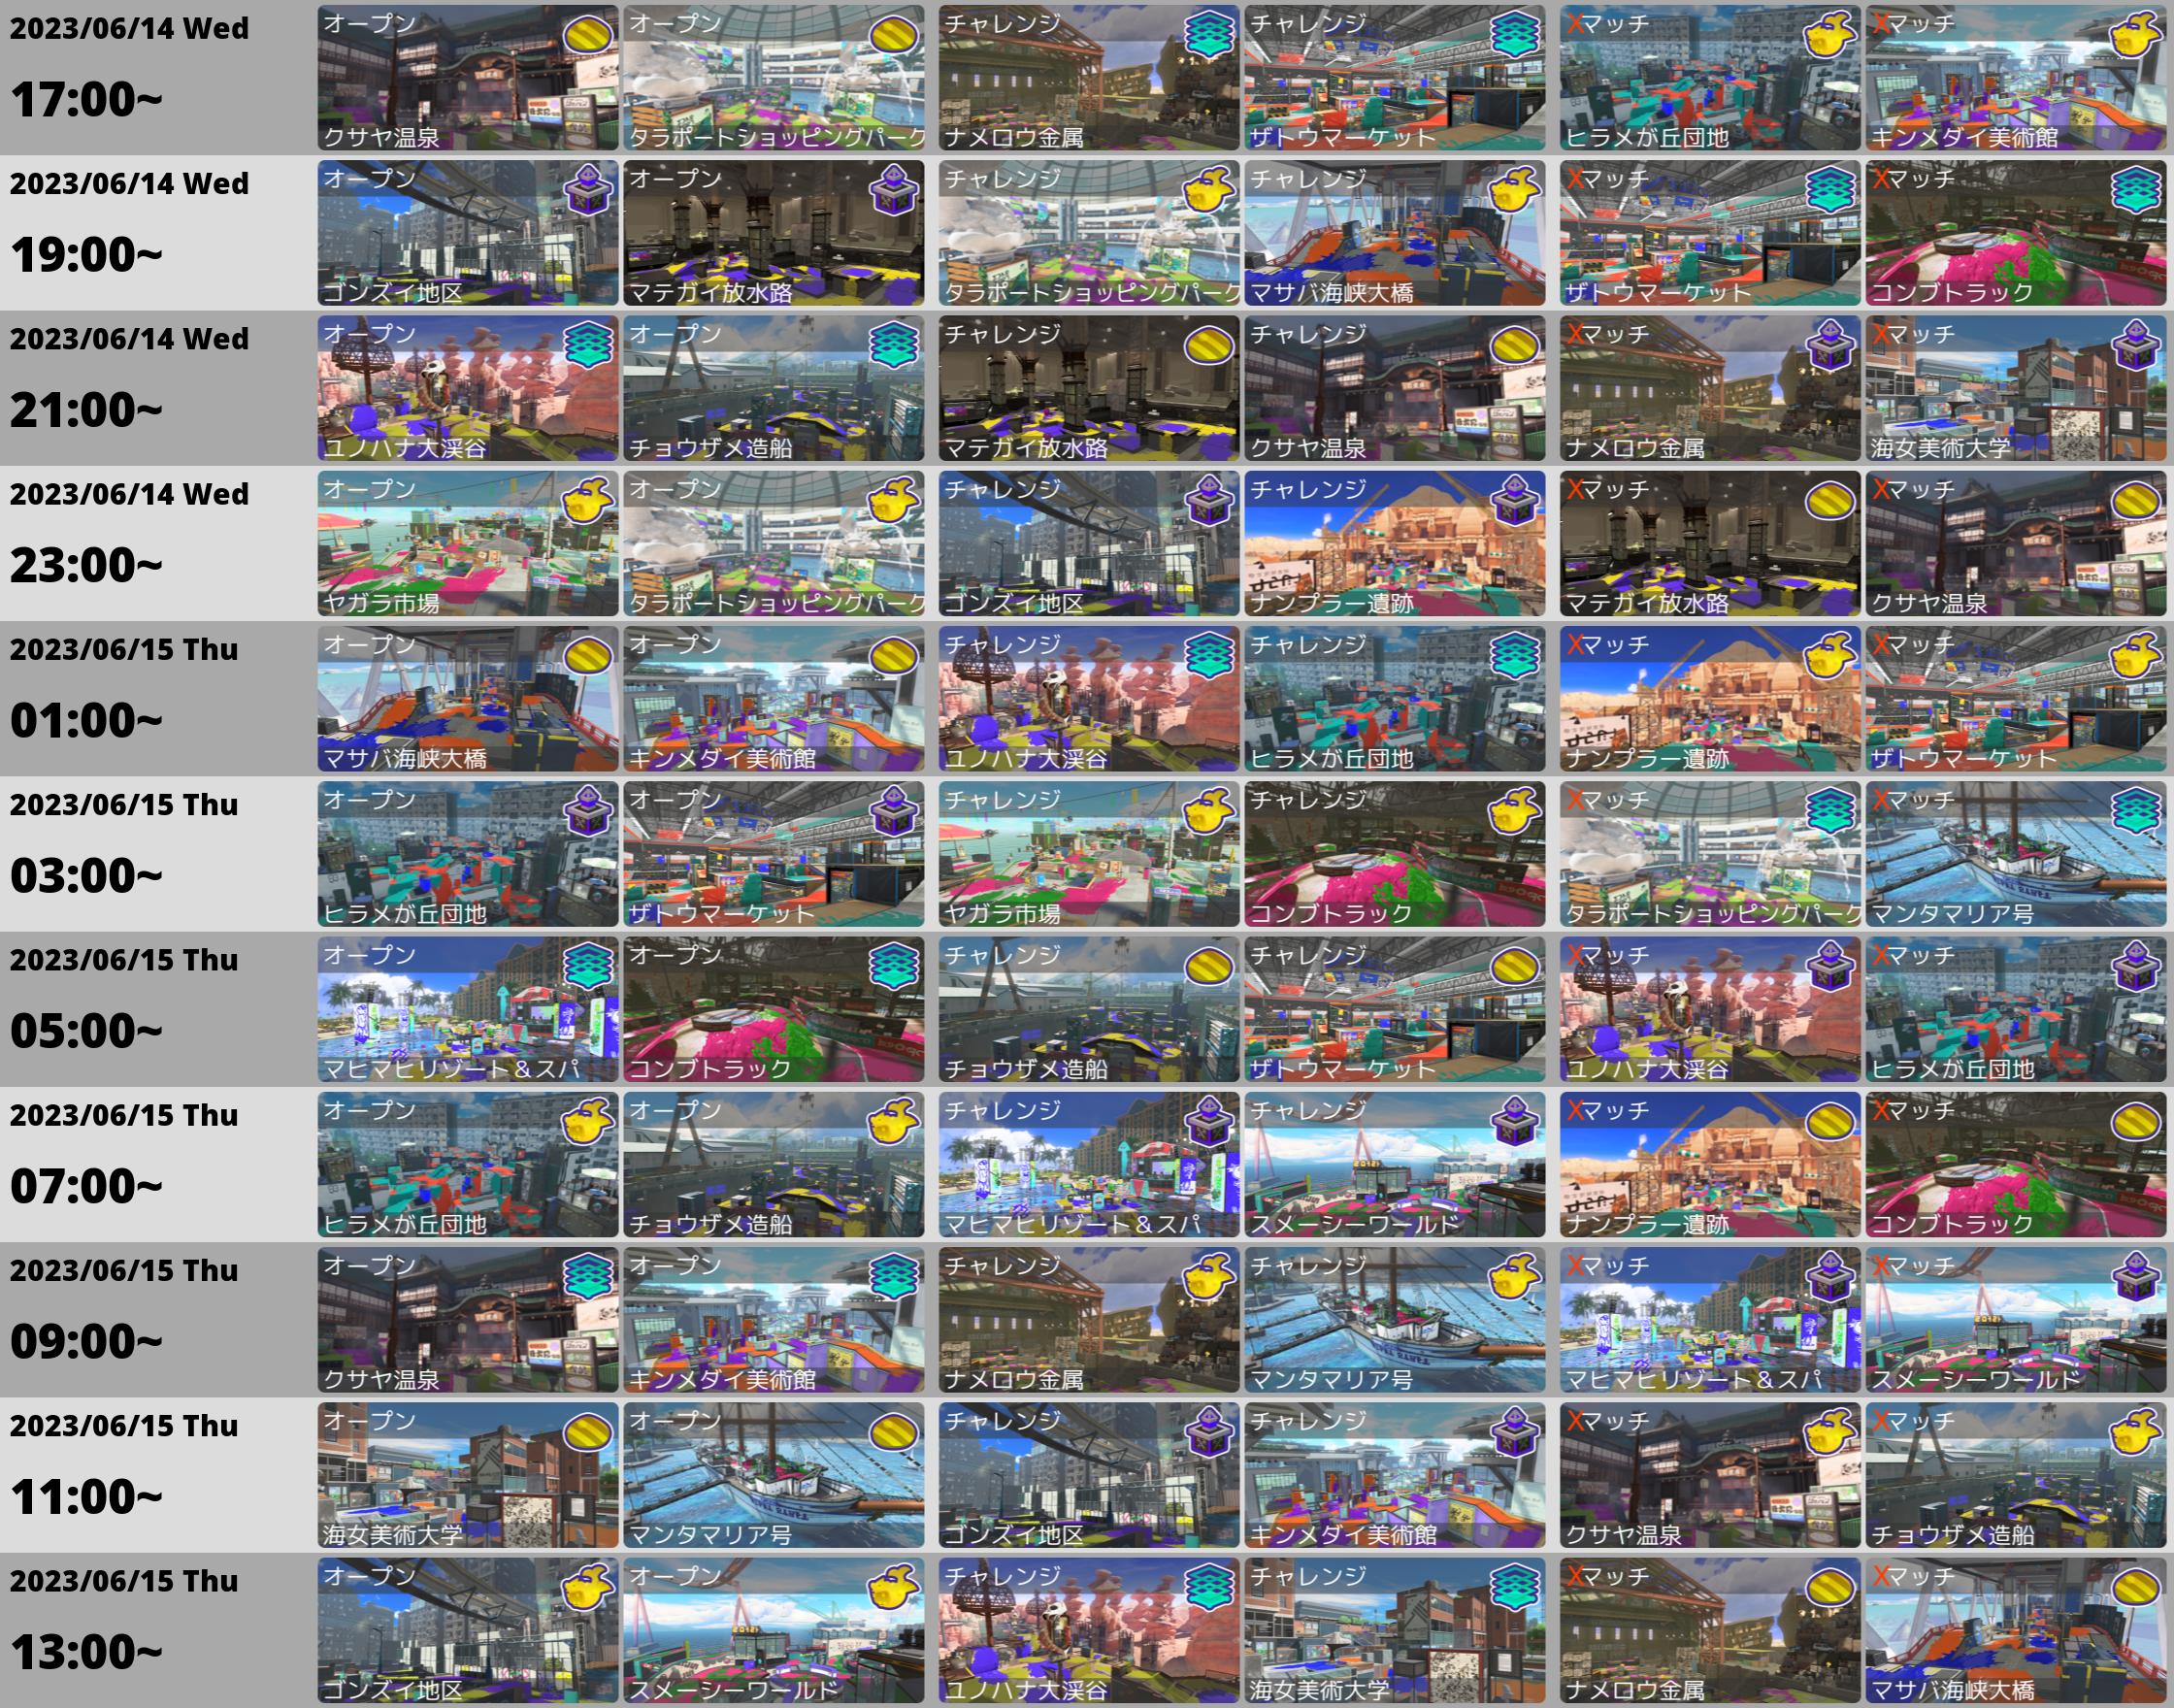 2023/06/14 Wed
17:00~
オープン オープン チャレンジ チャレンジ Xマッチ Xマッチ
クサヤ温泉 タラポートショッピングパーク ナメロウ金属 ザトウマーケット ヒラメが丘団地 キンメダイ美術館
2023/06/14 Wed
19:00~
オープン オープン チャレンジ チャレンジ Xマッチ Xマッチ
ゴンズイ地区 マテガイ放水路 タラポートショッピングパーク マサバ海峡大橋 ザトウマーケット コンブトラック
2023/06/14 Wed
21:00~
オープン オープン チャレンジ チャレンジ Xマッチ Xマッチ
ユノハナ大渓谷 チョウザメ造船 マテガイ放水路 クサヤ温泉 ナメロウ金属 海女美術大学
2023/06/14 Wed
23:00~
オープン オープン チャレンジ チャレンジ Xマッチ Xマッチ
ヤガラ市場 タラポートショッピングパーク ゴンズイ地区 ナンプラー遺跡 マテガイ放水路 クサヤ温泉
2023/06/15 Thu
01:00~
オープン オープン チャレンジ チャレンジ Xマッチ Xマッチ
マサバ海峡大橋 キンメダイ美術館 ユノハナ大渓谷 ヒラメが丘団地 ナンプラー遺跡 ザトウマーケット
2023/06/15 Thu
03:00~
オープン オープン チャレンジ チャレンジ Xマッチ Xマッチ
ヒラメが丘団地 ザトウマーケット ヤガラ市場 コンブトラック タラポートショッピングパーク マンタマリア号
2023/06/15 Thu
05:00~
オープン オープン チャレンジ チャレンジ Xマッチ Xマッチ
マヒマヒリゾート＆スパ コンブトラック チョウザメ造船 ザトウマーケット ユノハナ大渓谷 ヒラメが丘団地
2023/06/15 Thu
07:00~
オープン オープン チャレンジ チャレンジ Xマッチ Xマッチ
ヒラメが丘団地 チョウザメ造船 マヒマヒリゾート＆スパ スメーシーワールド ナンプラー遺跡 コンブトラック
2023/06/15 Thu
09:00~
オープン オープン チャレンジ チャレンジ Xマッチ Xマッチ
クサヤ温泉 キンメダイ美術館 ナメロウ金属 マンタマリア号 マヒマヒリゾート＆スパ スメーシーワールド
2023/06/15 Thu
11:00~
オープン オープン チャレンジ チャレンジ Xマッチ Xマッチ
海女美術大学 マンタマリア号 ゴンズイ地区 キンメダイ美術館 クサヤ温泉 チョウザメ造船
2023/06/15 Thu
13:00~
オープン オープン チャレンジ チャレンジ Xマッチ Xマッチ
ゴンズイ地区 スメーシーワールド ユノハナ大渓谷 海女美術大学 ナメロウ金属 マサバ海峡大橋